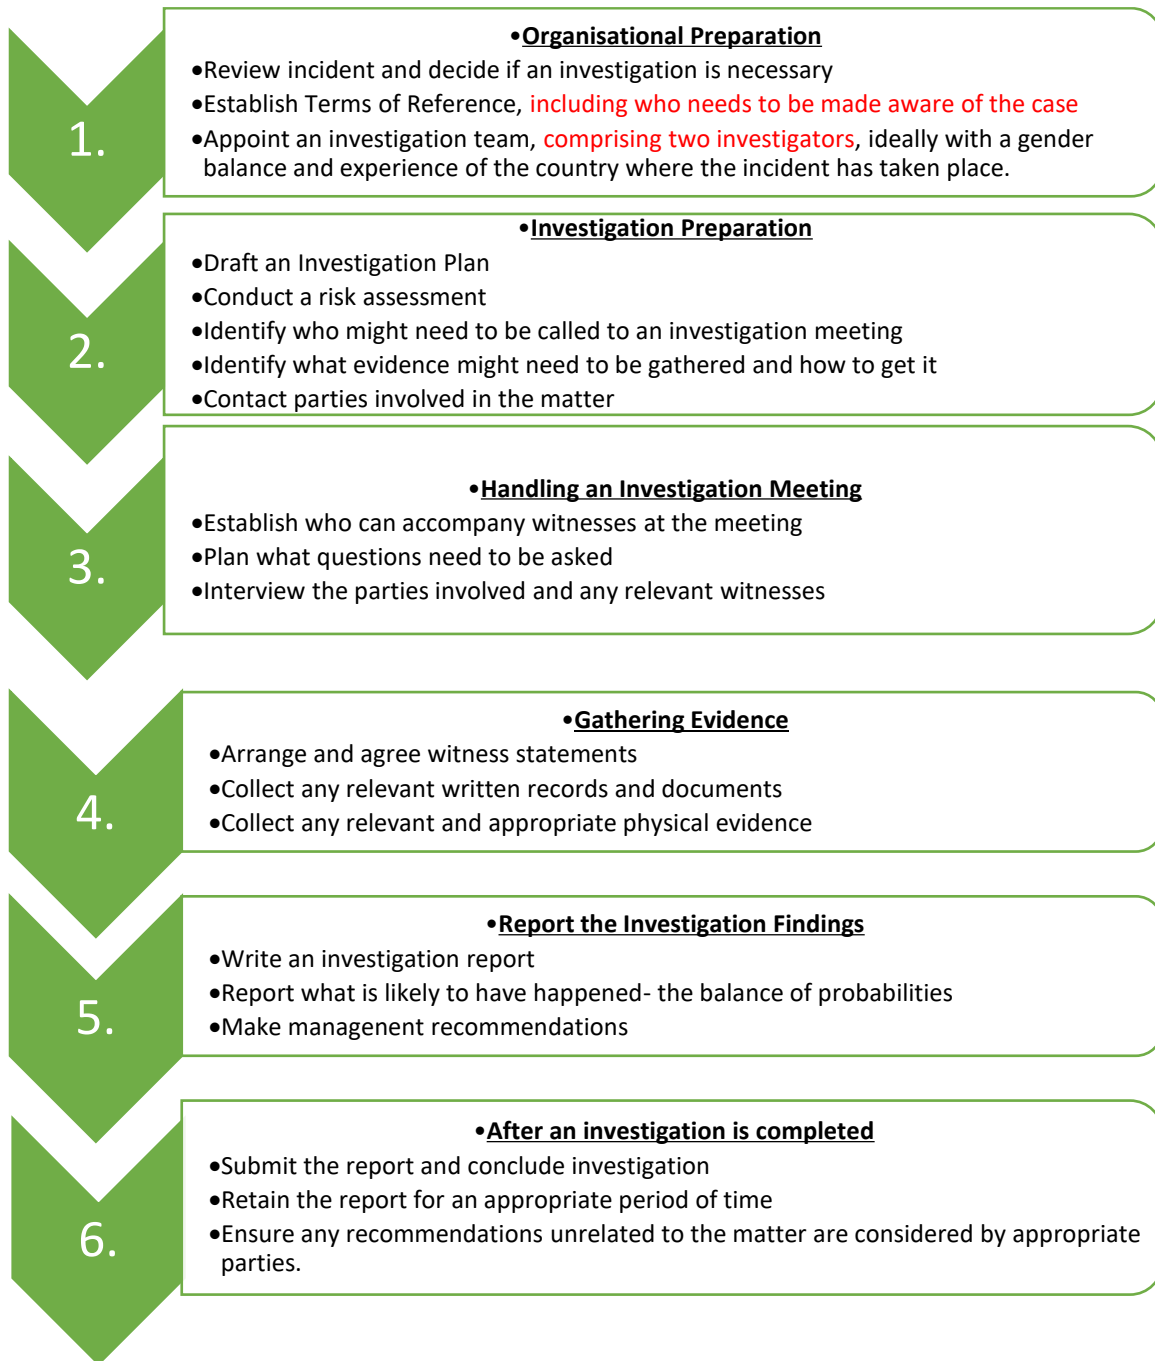 1.
•Organisational Preparation
•Review incident and decide if an investigation is necessary
•Establish Terms of Reference, including who needs to be made aware of the case
•Appoint an investigation team, comprising two investigators, ideally with a gender
balance and experience of the country where the incident has taken place.
2.
•Investigation Preparation
•Draft an Investigation Plan
•Conduct a risk assessment
•Identify who might need to be called to an investigation meeting
•Identify what evidence might need to be gathered and how to get it
•Contact parties involved in the matter
3.
•Handling an Investigation Meeting
•Establish who can accompany witnesses at the meeting
•Plan what questions need to be asked
•Interview the parties involved and any relevant witnesses
4.
•Gathering Evidence
•Arrange and agree witness statements
•Collect any relevant written records and documents
•Collect any relevant and appropriate physical evidence
5.
•Report the Investigation Findings
•Write an investigation report
•Report what is likely to have happened- the balance of probabilities
•Make managenent recommendations
6.
•After an investigation is completed
•Submit the report and conclude investigation
•Retain the report for an appropriate period of time
•Ensure any recommendations unrelated to the matter are considered by appropriate
parties.